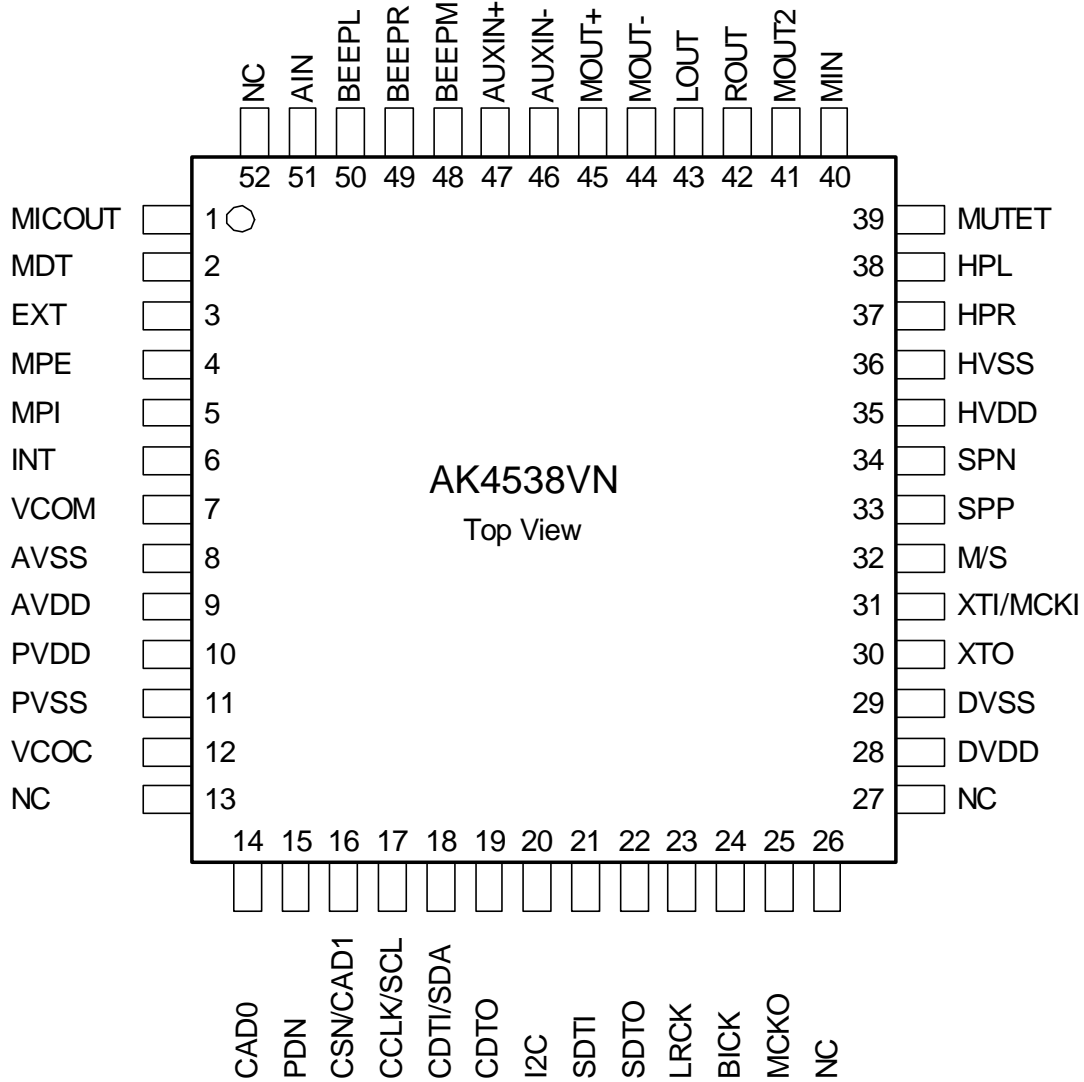 NC
AIN
BEEPL
BEEPR
BEEPM
AUXIN+
AUXIN-
MOUT+
MOUT-
LOUT
ROUT
MOUT2
MIN
52 51 50 49 48 47 46 45 44 43 42 41 40
MICOUT 1 39 MUTET
MDT 2 38 HPL
EXT 3 37 HPR
MPE 4 36 HVSS
MPI 5 35 HVDD
INT 6 34 SPN
VCOM 7 33 SPP
AVSS 8 32 M/S
AVDD 9 31 XTI/MCKI
PVDD 10 30 XTO
PVSS 11 29 DVSS
VCOC 12 28 DVDD
NC 13 27 NC
AK4538VN
Top View
14 15 16 17 18 19 20 21 22 23 24 25 26
CAD0
PDN
CSN/CAD1
CCLK/SCL
CDTI/SDA
CDTO
I2C
SDTI
SDTO
LRCK
BICK
MCKO
NC